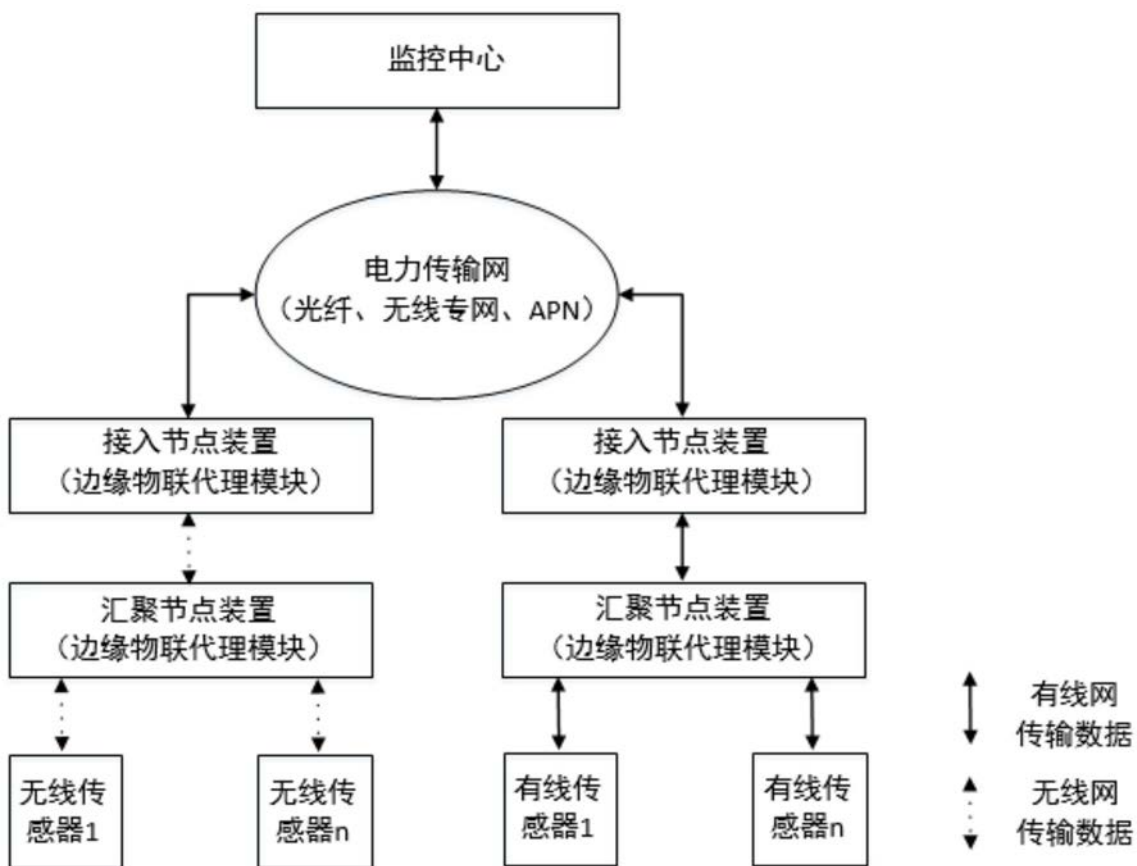 监控中心
电力传输网
（光纤、无线专网、APN）
接入节点装置
（边缘物联代理模块）
接入节点装置
（边缘物联代理模块）
汇聚节点装置
（边缘物联代理模块）
汇聚节点装置
（边缘物联代理模块）
无线传
感器1
无线传
感器n
有线传
感器1
有线传
感器n
有线网
传输数据
无线网
传输数据